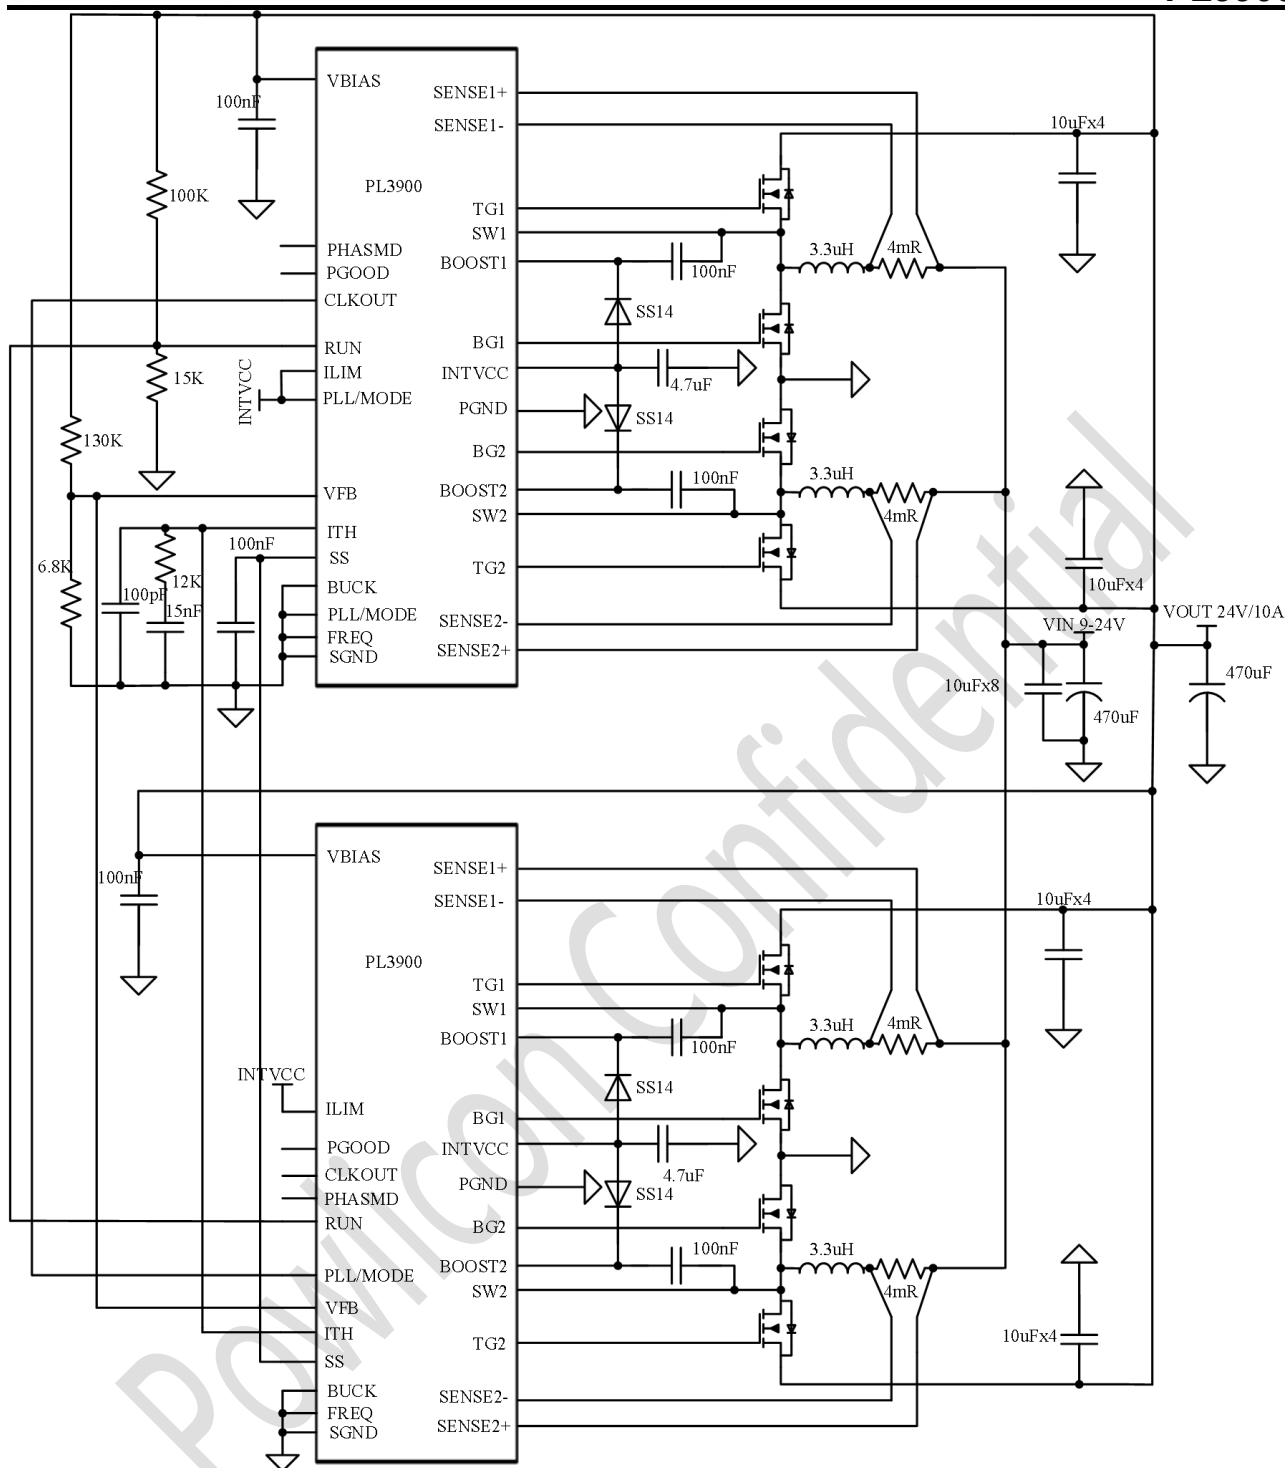 VBIAS
100nF
SENSE1+
SENSE1-
10uFx4
PL3900
100K
TG1
SW1
PHASMD
PGOOD
BOOST1
100nF
3.3uH
4mR
CLKOUT
SS14
RUN
BG1
ILIM
15K
INTVCC
INTVCC
4.7uF
PLL/MODE
PGND
SS14
130K
BG2
VFB
BOOST2
100nF
3.3uH
SW2
4mR
ITH
100nF
SS
6.8K
12K
TG2
BUCK
100pF
10uFx4
15nF
PLL/MODE
SENSE2-
VIN 9-24V
VOUT 24V/10A
FREQ
SGND
SENSE2+
10uFx8
470uF
470uF
VBIAS
SENSE1+
100nF
SENSE1-
10uFx4
PL3900
TG1
SW1
BOOST1
100nF
3.3uH
4mR
INTVCC
SS14
ILIM
BG1
PGOOD
INTVCC
CLKOUT
4.7uF
PGND
SS14
PHASMD
RUN
BG2
100nF
3.3uH
PLL/MODE
BOOST2
SW2
4mR
VFB
ITH
TG2
10uFx4
SS
BUCK
SENSE2-
FREQ
SENSE2+
SGND
Powlicon Confidential